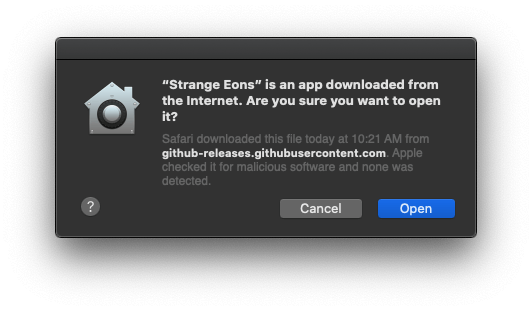 “Strange Eons” is an app downloaded from
the Internet. Are you sure you want to open
it?
Safari downloaded this file today at 10:21 AM from
github-releases.githubusercontent.com. Apple
checked it for malicious software and none was
detected.
?
Cancel
Open